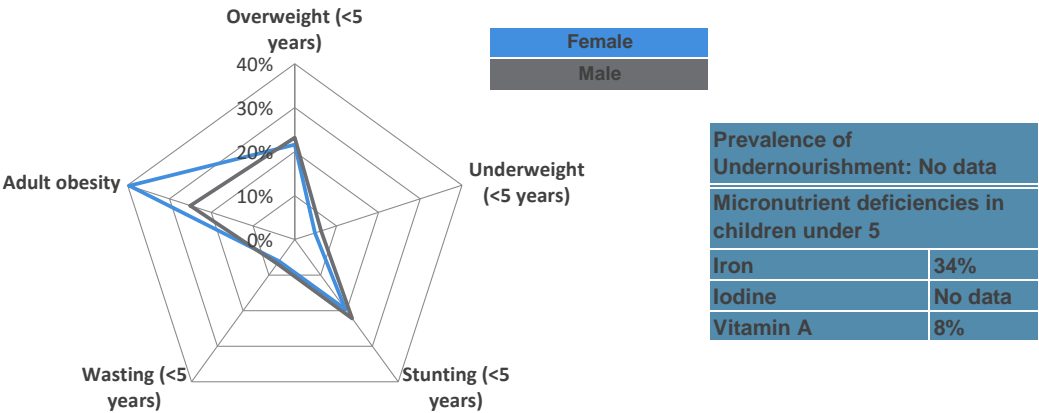 Overweight (<5
years)
40%
30%
20%
10%
0%
Underweight
(<5 years)
Stunting (<5
years)
Wasting (<5
years)
Adult obesity
Female
Male
Prevalence of
Undernourishment: No data
Micronutrient deficiencies in
children under 5
Iron 34%
Iodine No data
Vitamin A 8%